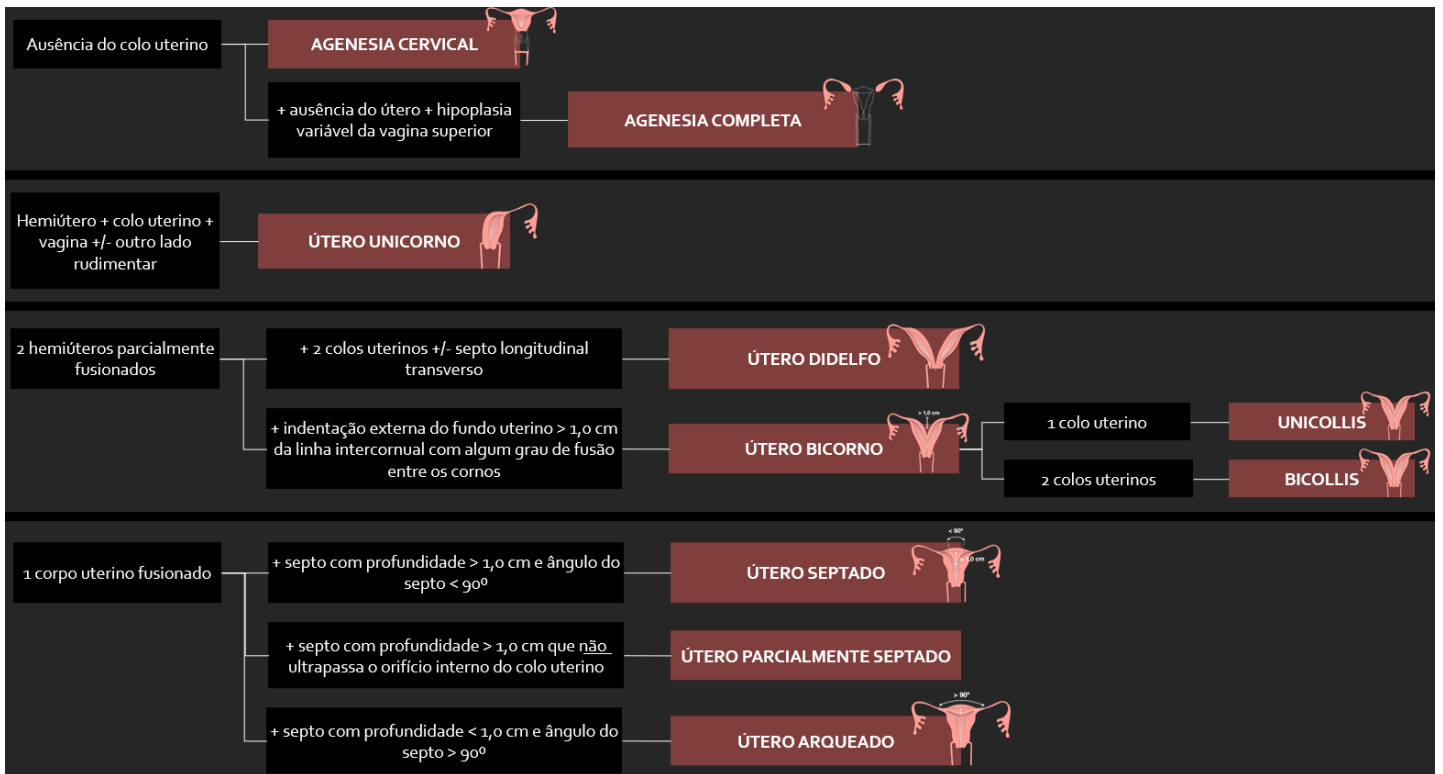 Ausência do colo uterino
AGENESIA CERVICAL
+ ausência do útero + hipoplasia
variável da vagina superior
AGENESIA COMPLETA
Hemiútero + colo uterino +
vagina +/- outro lado
rudimentar
ÚTERO UNICORNO
2 hemiúteros parcialmente
fusionados
+ 2 colos uterinos +/- septo longitudinal
transverso
ÚTERO DIDELFO
+ indentação externa do fundo uterino > 1,0 cm
da linha intercornual com algum grau de fusão
entre os cornos
ÚTERO BICORNO
> 1,0 cm
1 colo uterino
UNICOLLIS
2 colos uterinos
BICOLLIS
1 corpo uterino fusionado
+ septo com profundidade > 1,0 cm e ângulo do
septo < 90º
ÚTERO SEPTADO
< 90°
> 1,0 cm
+ septo com profundidade > 1,0 cm que não
ultrapassa o orifício interno do colo uterino
ÚTERO PARCIALMENTE SEPTADO
+ septo com profundidade < 1,0 cm e ângulo do
septo > 90º
ÚTERO ARQUEADO
> 90°